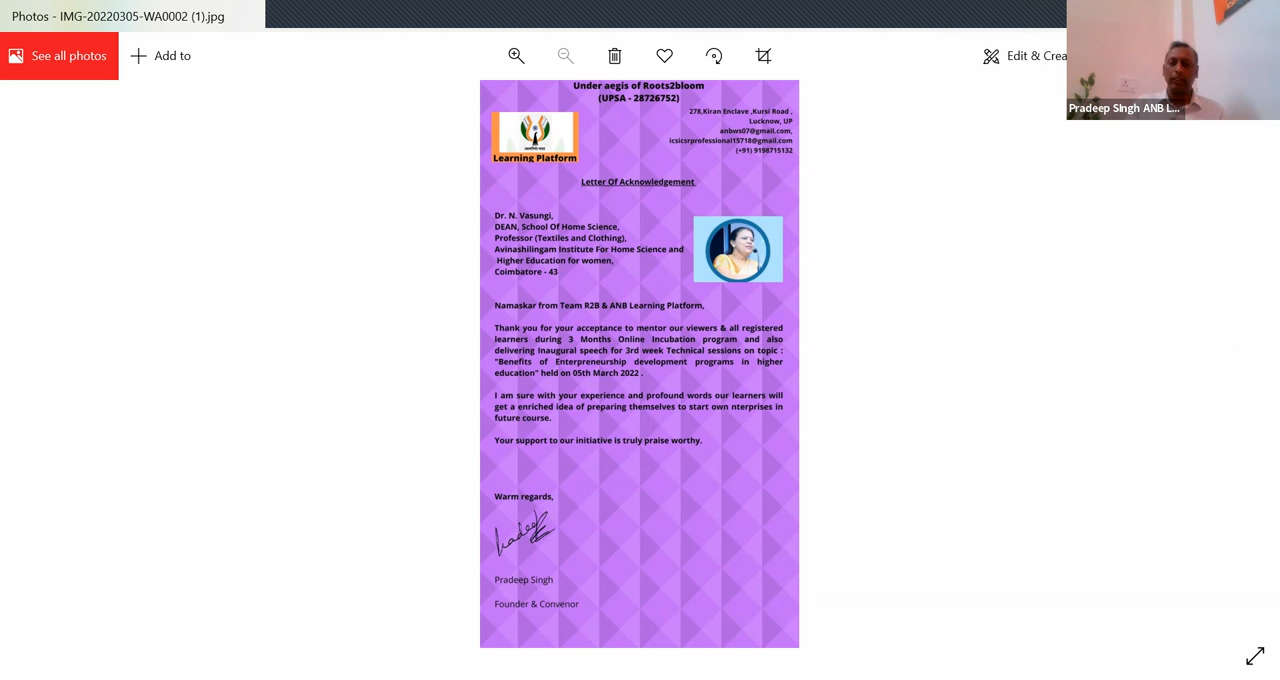 Photos - IMG-20220305-WA0002 (1).jpg
See all photos
Add to
Edit & Crea
Pradeep SIngh ANB L...
Under aegis of Roots2bloom
(UPSA - 28726752)
278,Kiran Enclave ,Kursi Road ,
Lucknow, UP
anbws07@gmail.com,
icsicsrprofessional15718@gmail.com
(+91) 9198715132
Learning Platform
Letter Of Acknowledgement
Dr. N. Vasungi,
DEAN, School Of Home Science,
Professor (Textiles and Clothing),
Avinashilingam Institute For Home Science and
Higher Education for women,
Coimbatore - 43
Namaskar from Team R2B & ANB Learning Platform,
Thank you for your acceptance to mentor our viewers & all registered
learners during 3 Months Online Incubation program and also
delivering Inaugural speech for 3rd week Technical sessions on topic :
"Benefits of Enterpreneurship development programs in higher
education" held on 05th March 2022 .
I am sure with your experience and profound words our learners will
get a enriched idea of preparing themselves to start own nterprises in
future course.
Your support to our initiative is truly praise worthy.
Warm regards,
Pradeep Singh
Founder & Convenor